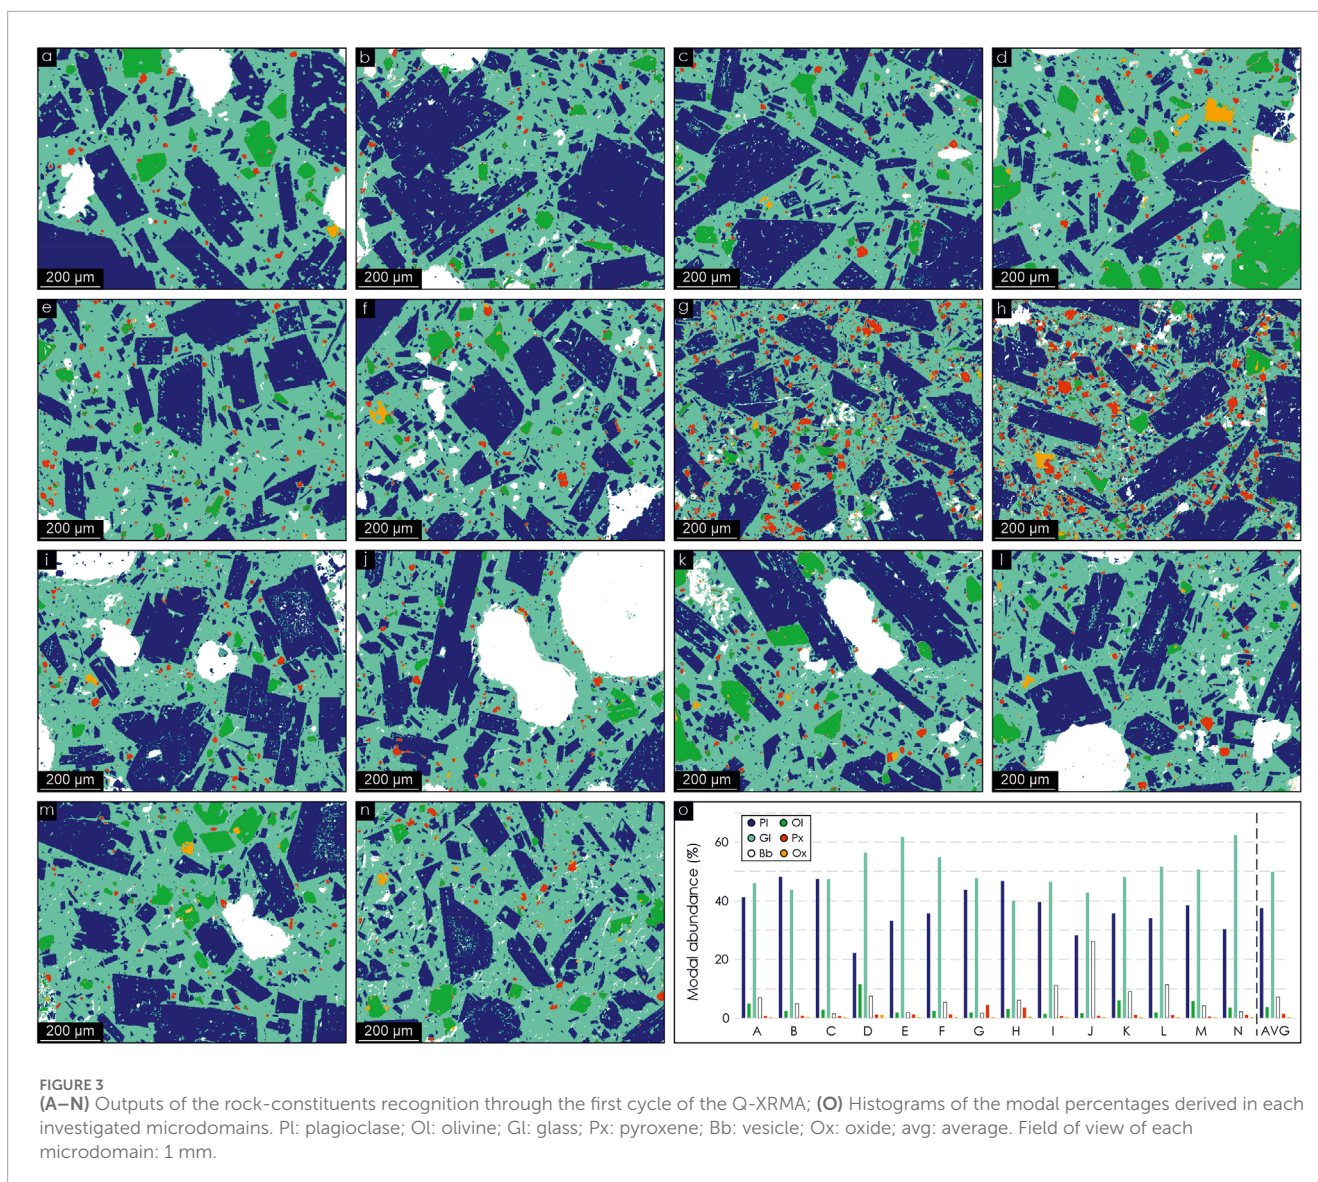 a
200 µm
b
200 µm
c
200 µm
d
200 µm
e
200 µm
f
200 µm
g
200 µm
h
200 µm
i
200 µm
j
200 µm
k
200 µm
l
200 µm
m
200 µm
n
200 µm
o
Pl Ol
Gl Px
Bb Ox
Modal abundance (%)
60
40
20
0
A B C D E F G H I J K L M N AVG
FIGURE 3
(A–N) Outputs of the rock-constituents recognition through the first cycle of the Q-XRMA; (O) Histograms of the modal percentages derived in each
investigated microdomains. Pl: plagioclase; Ol: olivine; Gl: glass; Px: pyroxene; Bb: vesicle; Ox: oxide; avg: average. Field of view of each
microdomain: 1 mm.